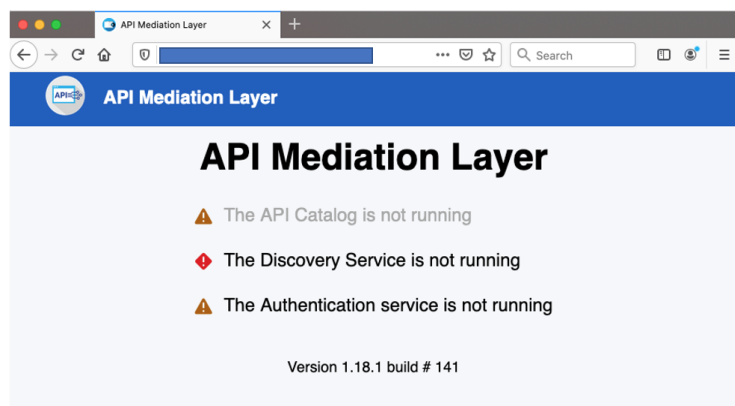 API Mediation Layer
Search
API
API Mediation Layer
API Mediation Layer
The API Catalog is not running
The Discovery Service is not running
The Authentication service is not running
Version 1.18.1 build # 141